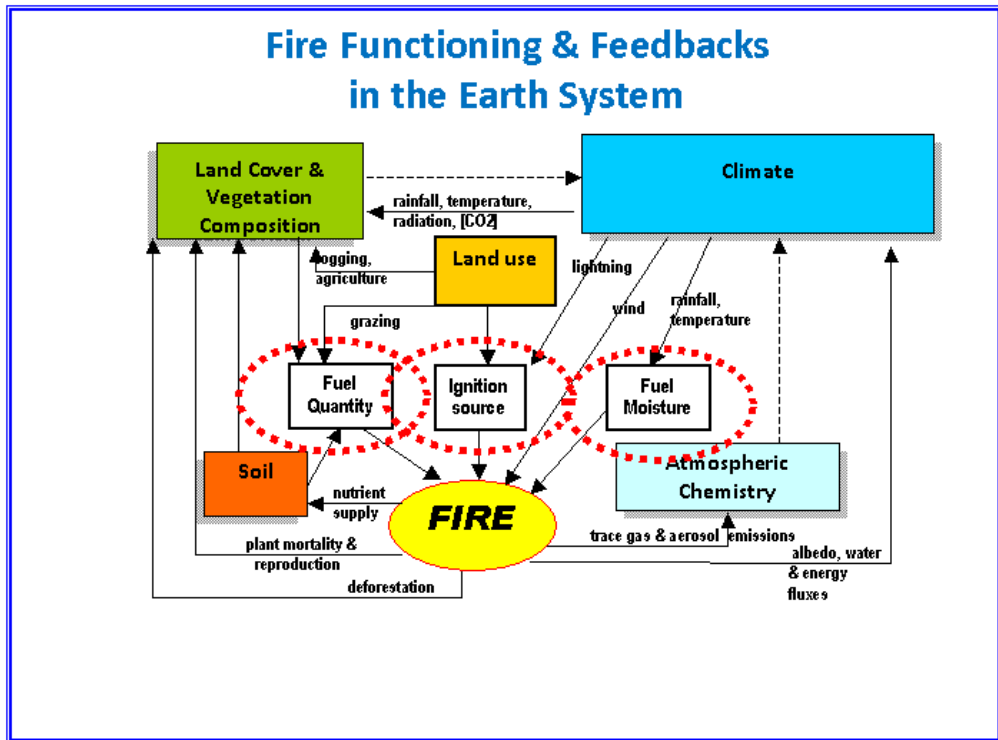 Fire Functioning & Feedbacks
in the Earth System
Land Cover &
Vegetation
Composition
Climate
rainfall, temperature,
radiation, [CO2]
Land use
logging,
agriculture
lightning
wind
rainfall,
temperature
grazing
Fuel
Quantity
Ignition
source
Fuel
Moisture
Soil
Atmospheric
Chemistry
nutrient
supply
FIRE
plant mortality &
reproduction
trace gas & aerosol emissions
albedo, water
& energy
fluxes
deforestation